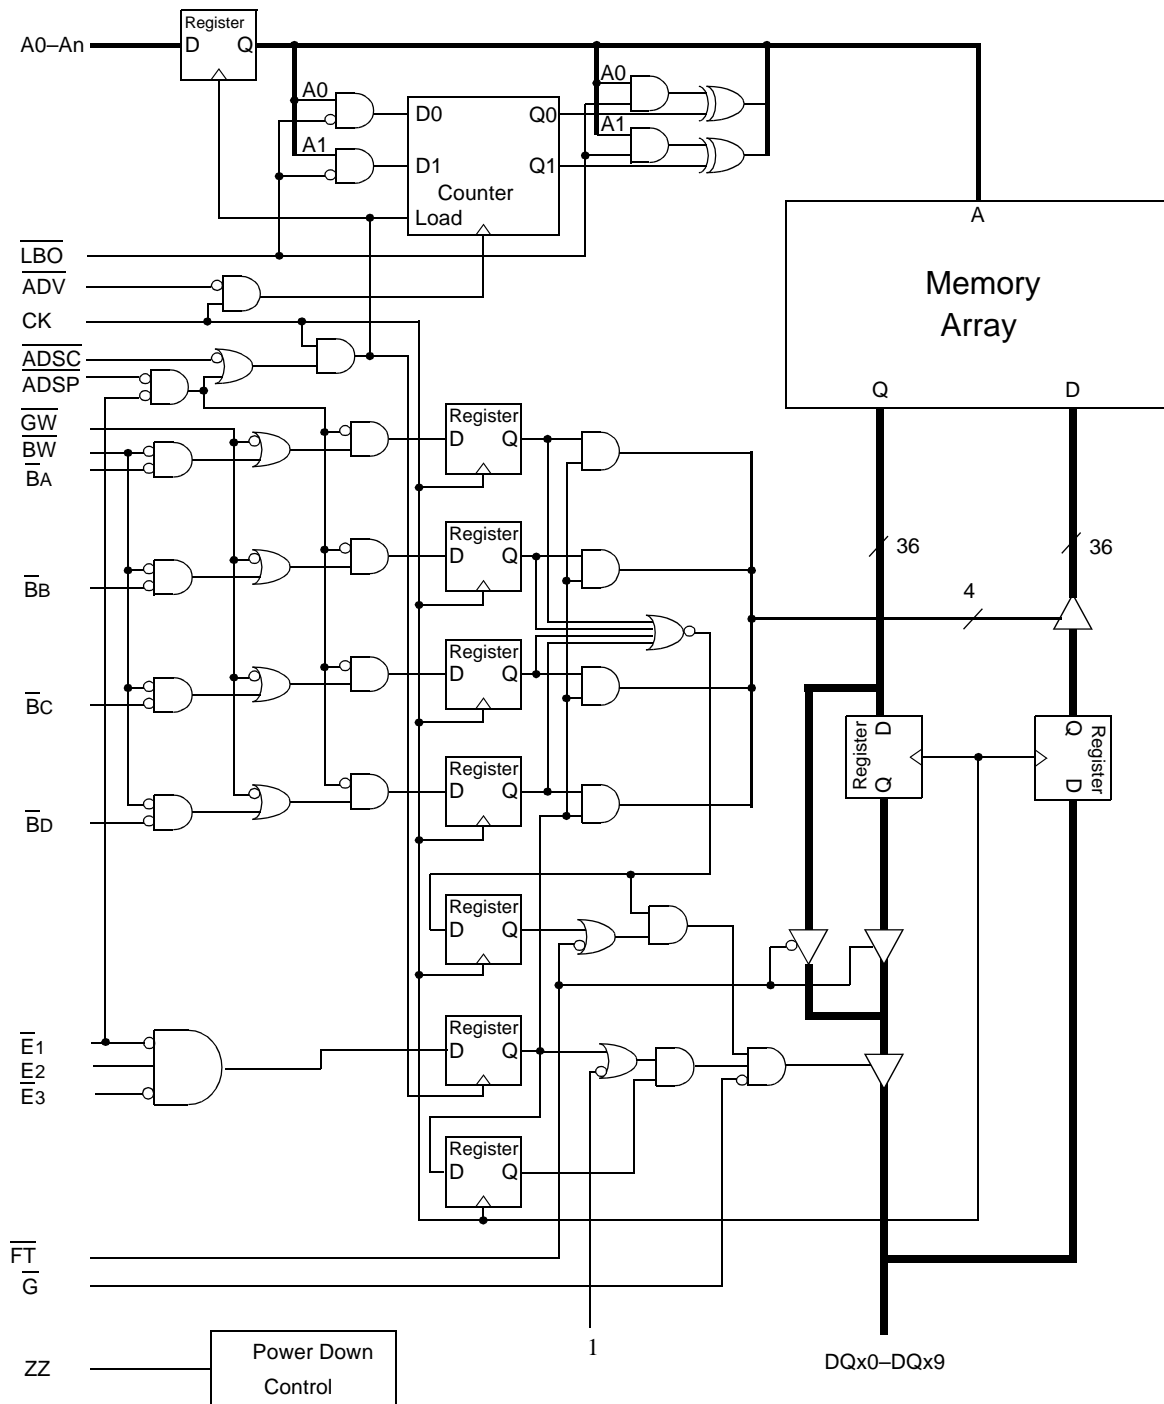 Register
A0–An
D Q
A0
A0
D0
Q0
A1
A1
D1
Q1
Counter
Load
A
LBO
ADV
Memory
Array
CK
ADSC
ADSP
Q
D
GW
Register
D Q
BW
BA
36
36
Register
D Q
BB
4
Register
D Q
BC
Register
D
Q
Register
Q
D
Register
D Q
BD
Register
D Q
Register
D Q
E1
E2
E3
Register
D Q
FT
G
1
DQx0–DQx9
Power Down
Control
ZZ